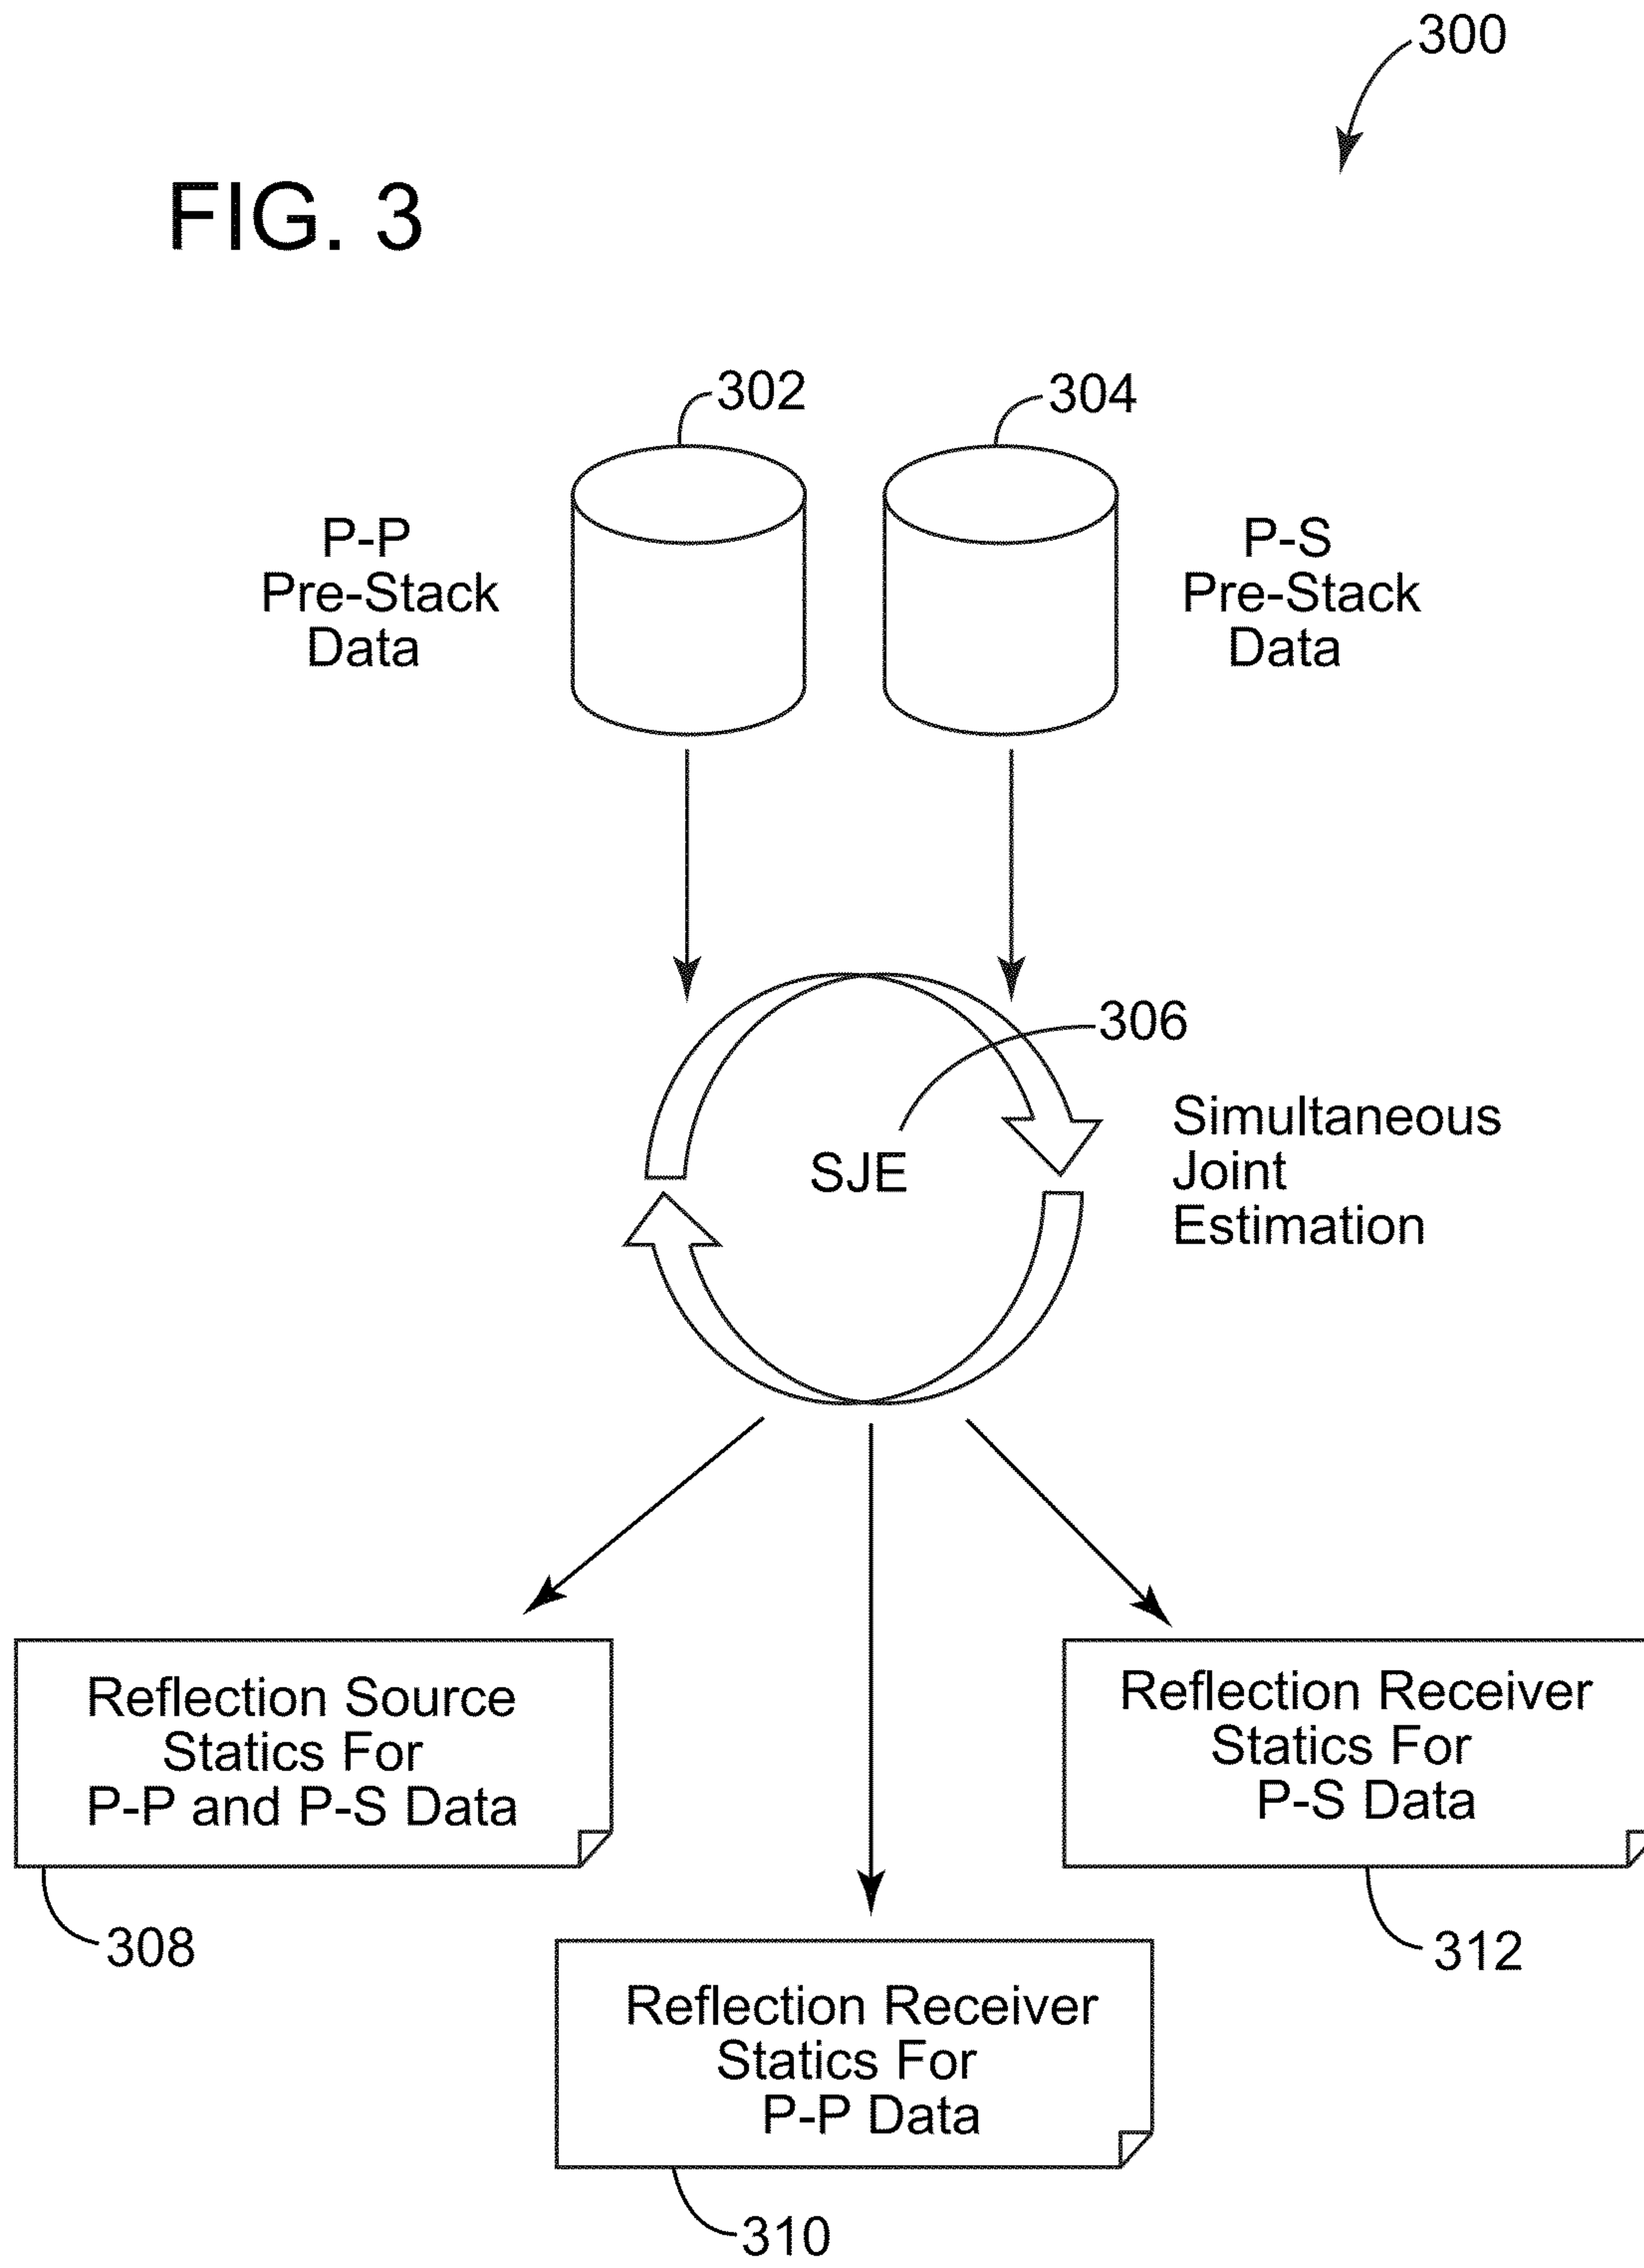 300
FIG. 3
302
304
P-P
Pre-Stack
Data
P-S
Pre-Stack
Data
306
SJE
Simultaneous
Joint
Estimation
Reflection Source
Statics For
P-P and P-S Data
308
Reflection Receiver
Statics For
P-S Data
312
Reflection Receiver
Statics For
P-P Data
310